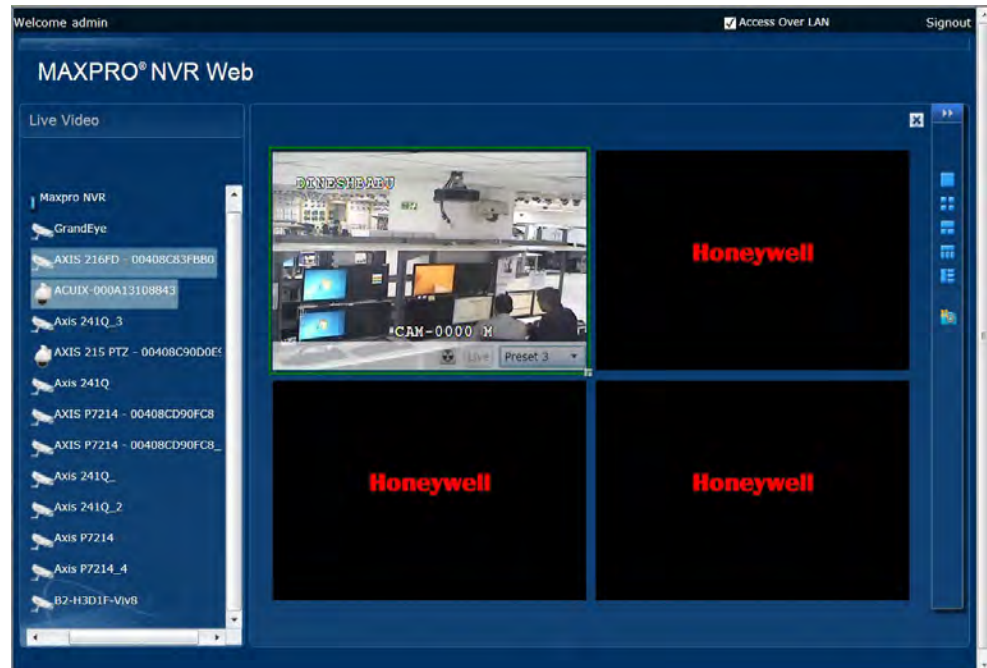 Welcome admin
Access Over LAN
Signout
MAXPRO® NVR Web
Live Video
Maxpro NVR
GrandEye
AXIS 216FD - 00408C83FBB0
ACUIX-000A13108843
Axis 241Q_3
AXIS 215 PTZ - 00408C90D0E9
Axis 241Q
AXIS P7214 - 00408CD90FC8
AXIS P7214 - 00408CD90FC8_
Axis 241Q_
Axis 241Q_2
Axis P7214
Axis P7214_4
B2-H3D1F-Viv8
DINESHBABU
CAM-0000 M
Live
Preset 3
Honeywell
Honeywell
Honeywell